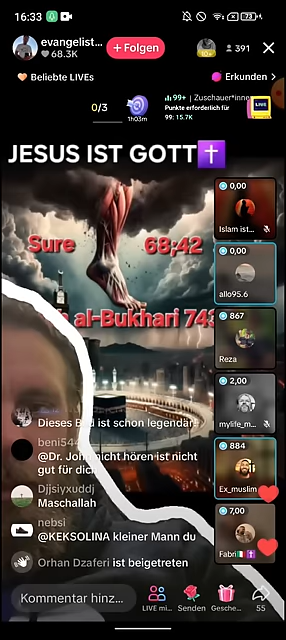 16:33
73
evangelist...
68.3K
+ Folgen
10+
391
Beliebte LIVEs
Erkunden >
0/3
1h03m
99+ | Zuschauer*innen
Punkte erforderlich für
99: 15.7K
LIVE
JESUS IST GOTT✝️
Sure 68;42
al-Bukhari 74
0,00
Islam ist...
0,00
allo95.6
867
Reza
2,00
mylife_m...
884
Ex_muslim
7,00
Fabri🇮🇹✝️
Dieses Bild ist schon legendär
beni544
@Dr. John nicht hören ist nicht
gut für dich
Djjsiyxuddj
Maschallah
nebsi
@KEKSOLINA kleiner Mann du
Orhan Dzaferi ist beigetreten
Kommentar hinz...
LIVE mi...
Senden
Gesche...
55